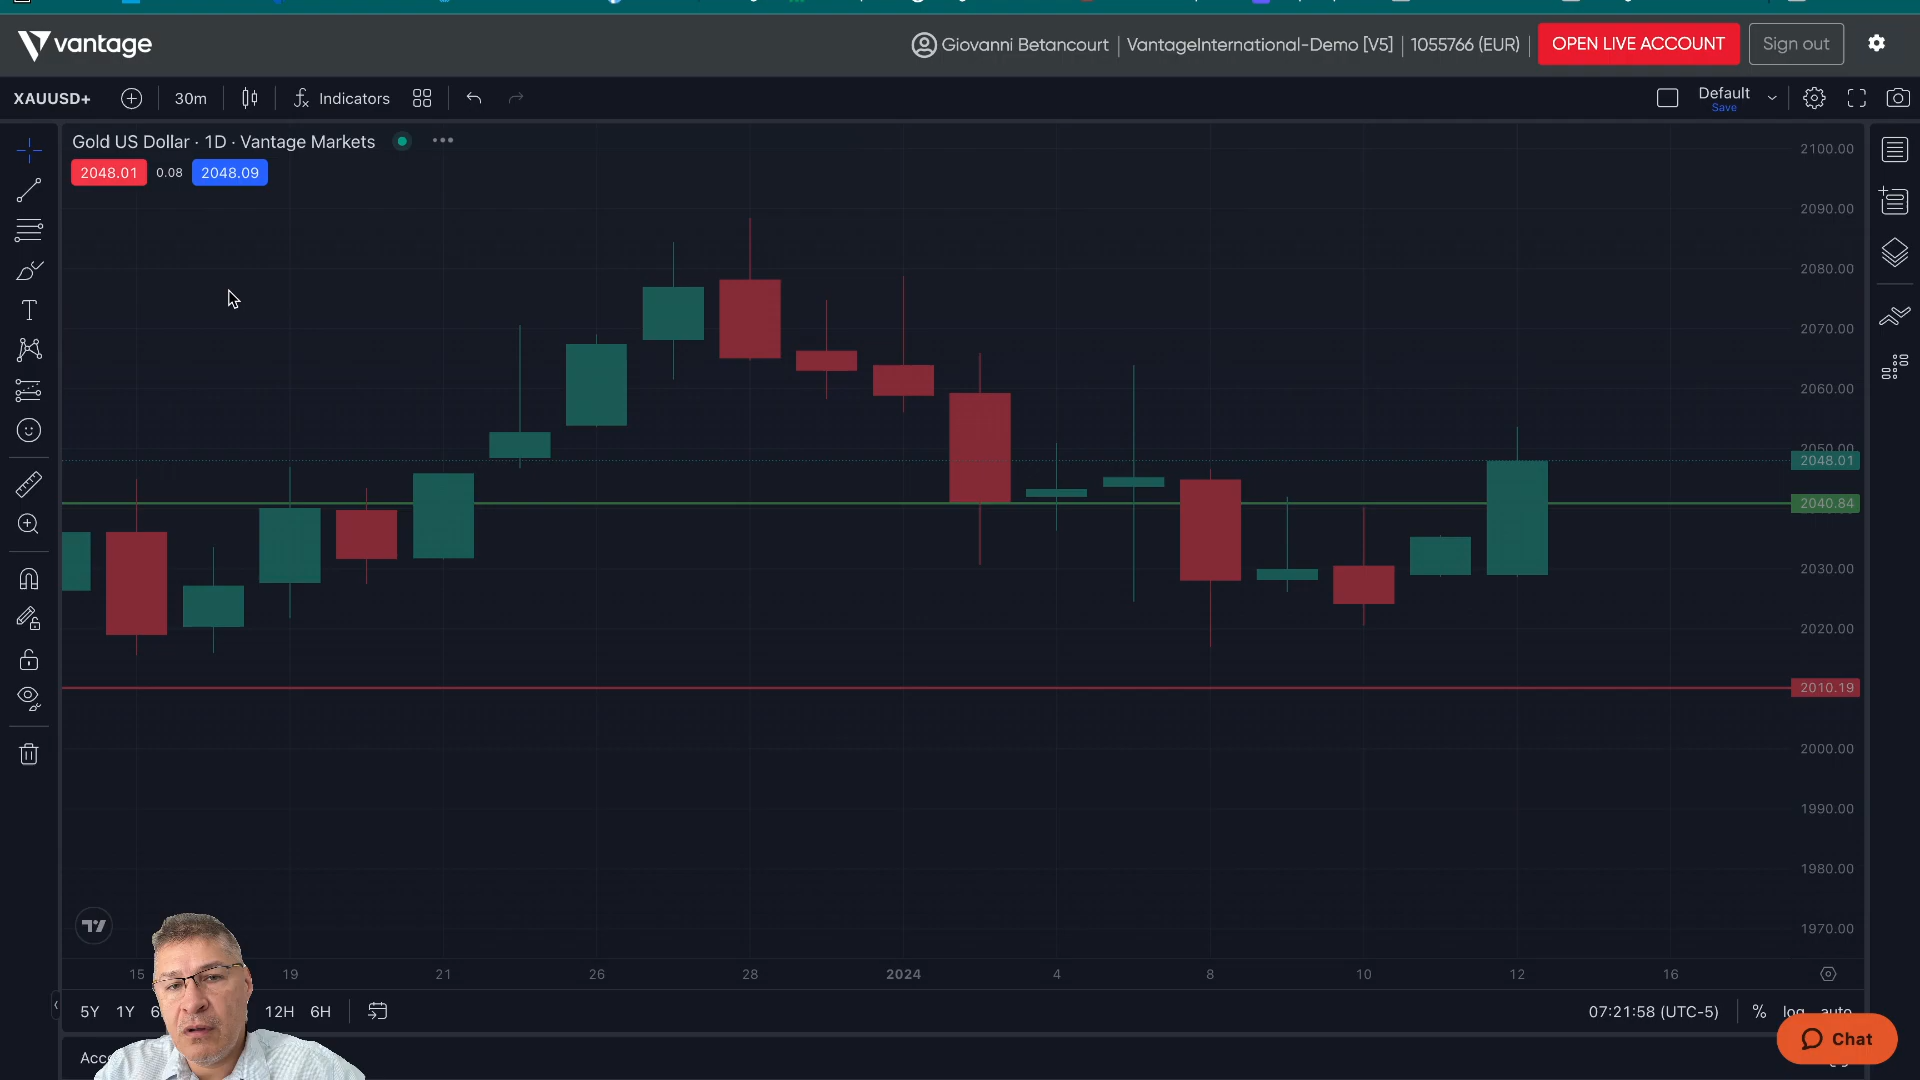 vantage
Giovanni Betancourt | VantageInternational-Demo [V5] | 1055766 (EUR) |
OPEN LIVE ACCOUNT
Sign out
XAUUSD+
30m
Indicators
Default
Save
Gold US Dollar · 1D · Vantage Markets
2048.01
0.08
2048.09
2100.00
2090.00
2080.00
2070.00
2060.00
2050.00
2048.01
2040.84
2030.00
2020.00
2010.19
2000.00
1990.00
1980.00
1970.00
15
19
21
26
28
2024
4
8
10
12
16
5Y
1Y
12H
6H
07:21:58 (UTC-5)
%
log
auto
Chat